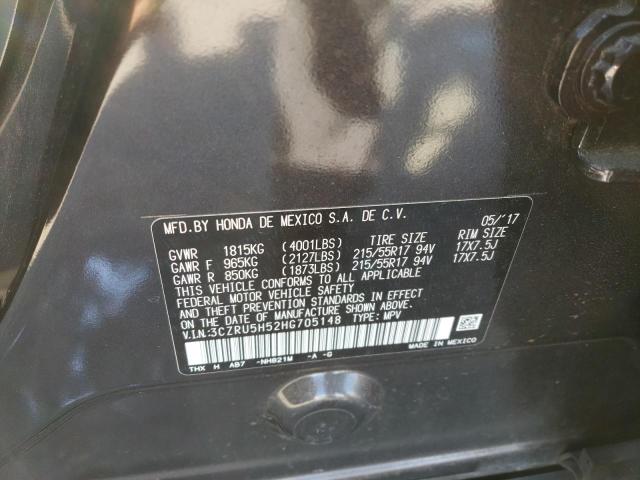 MFD.BY HONDA DE MEXICO S.A. DE C.V. 05/'17
GVWR 1815KG (4001LBS) TIRE SIZE RIM SIZE
GAWR F 965KG (2127LBS) 215/55R17 94V 17X7.5J
GAWR R 850KG (1873LBS) 215/55R17 94V 17X7.5J
THIS VEHICLE CONFORMS TO ALL APPLICABLE
FEDERAL MOTOR VEHICLE SAFETY
AND THEFT PREVENTION STANDARDS IN EFFECT
ON THE DATE OF MANUFACTURE SHOWN ABOVE.
V.I.N.:3CZRU5H52HG705148 TYPE: MPV
THX H AB7 -NH821M -A -G MADE IN MEXICO